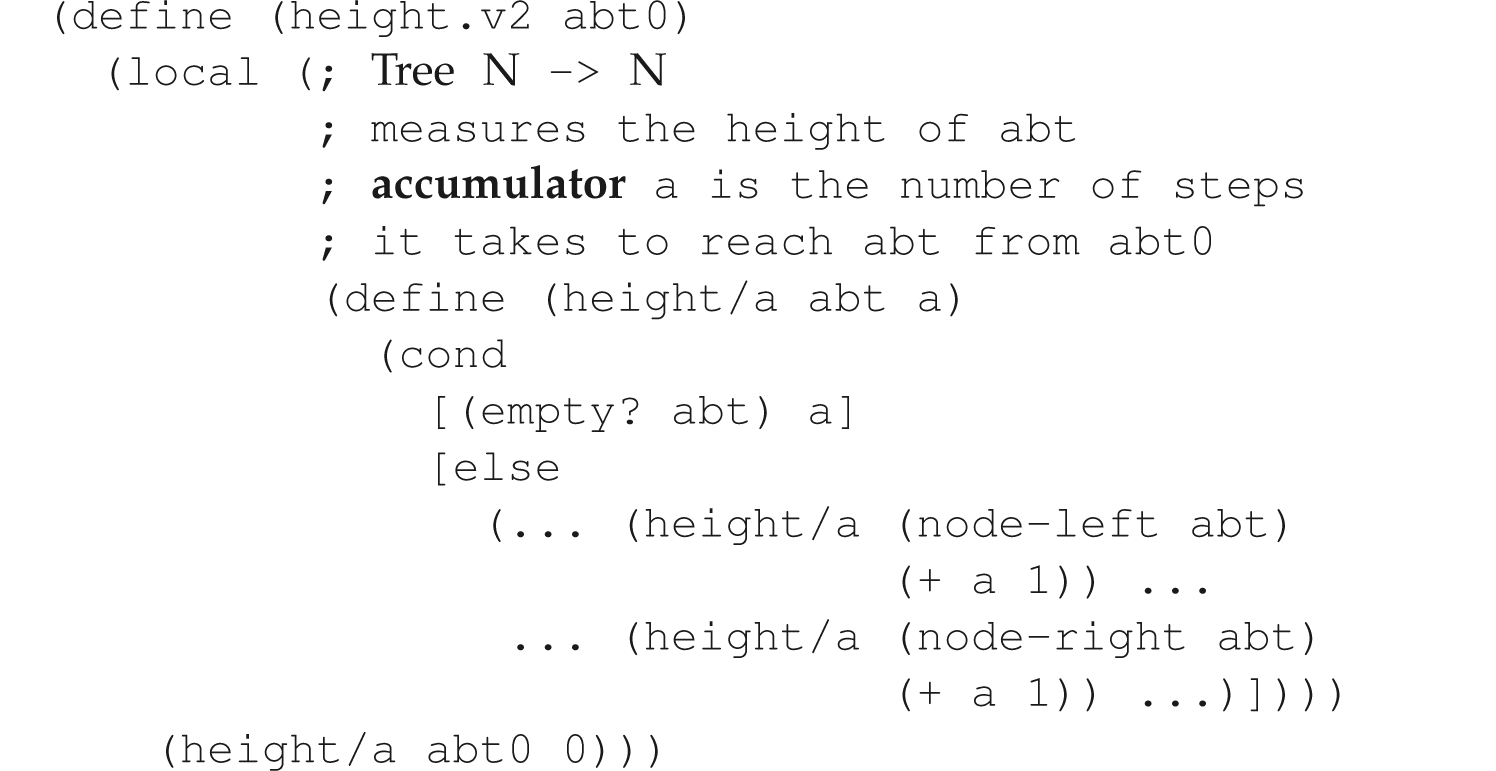 (define (height.v2 abt0)
(local (; Tree N -> N
; measures the height of abt
; accumulator a is the number of steps
; it takes to reach abt from abt0
(define (height/a abt a)
(cond
[(empty? abt) a]
[else
(... (height/a (node-left abt)
(+ a 1)) ...
... (height/a (node-right abt)
(+ a 1)) ...)])))
(height/a abt0 0)))